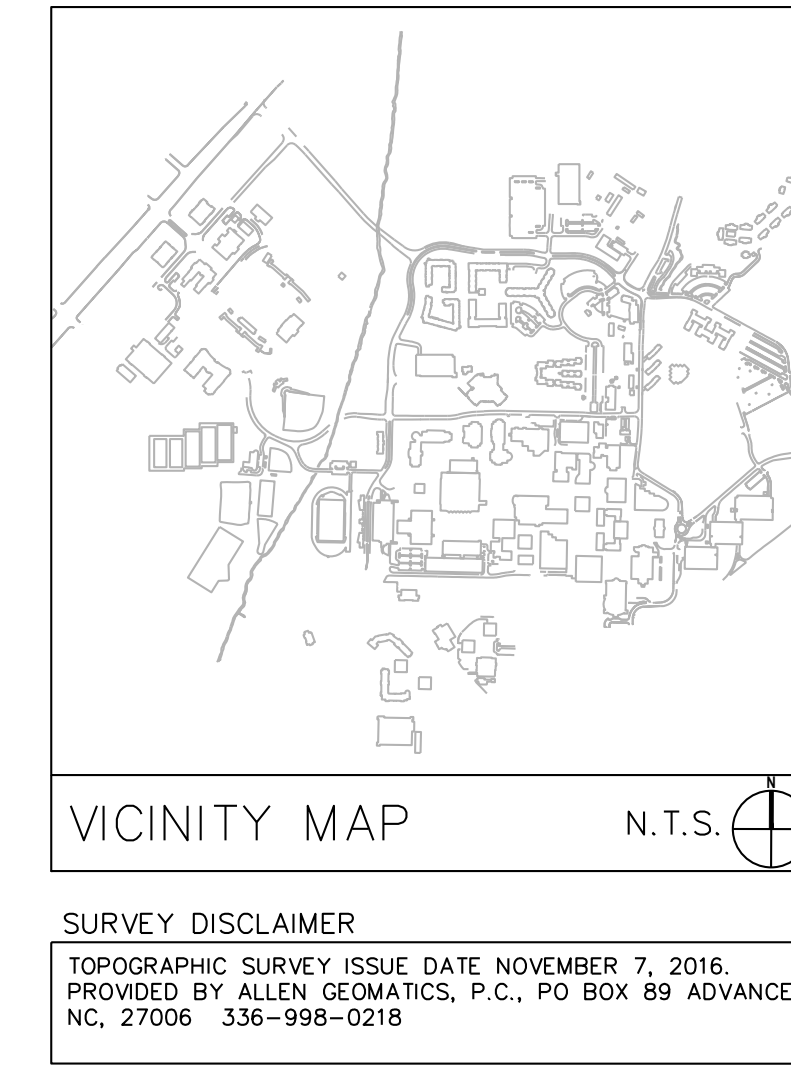 N
VICINITY MAP
N.T.S.
SURVEY DISCLAIMER
TOPOGRAPHIC SURVEY ISSUE DATE NOVEMBER 7, 2016.
PROVIDED BY ALLEN GEOMATICS, P.C., PO BOX 89 ADVANCE
NC, 27006 336-998-0218